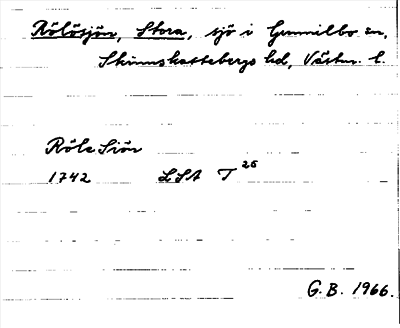 Rölösjön, Stora, sjö i Gunnilbo sn,
Skinnskattebergs hd, Västm. l.
Röle Siön
1742 LSA T 26
G.B. 1966.